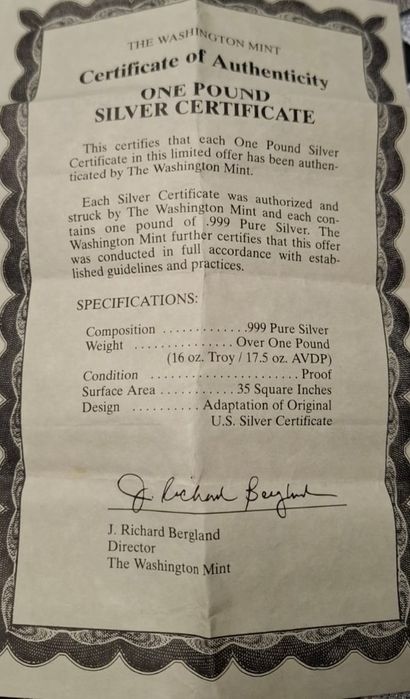 THE WASHINGTON MINT
Certificate of Authenticity
ONE POUND
SILVER CERTIFICATE
This certifies that each One Pound Silver
Certificate in this limited offer has been authen-
ticated by The Washington Mint.
Each Silver Certificate was authorized and
struck by The Washington Mint and each con-
tains one pound of .999 Pure Silver. The
Washington Mint further certifies that this offer
was conducted in full accordance with estab-
lished guidelines and practices.
SPECIFICATIONS:
Composition ............ .999 Pure Silver
Weight .............. Over One Pound
(16 oz. Troy / 17.5 oz. AVDP)
Condition ..................... Proof
Surface Area ........... 35 Square Inches
Design .......... Adaptation of Original
U.S. Silver Certificate
J. Richard Bergland
J. Richard Bergland
Director
The Washington Mint